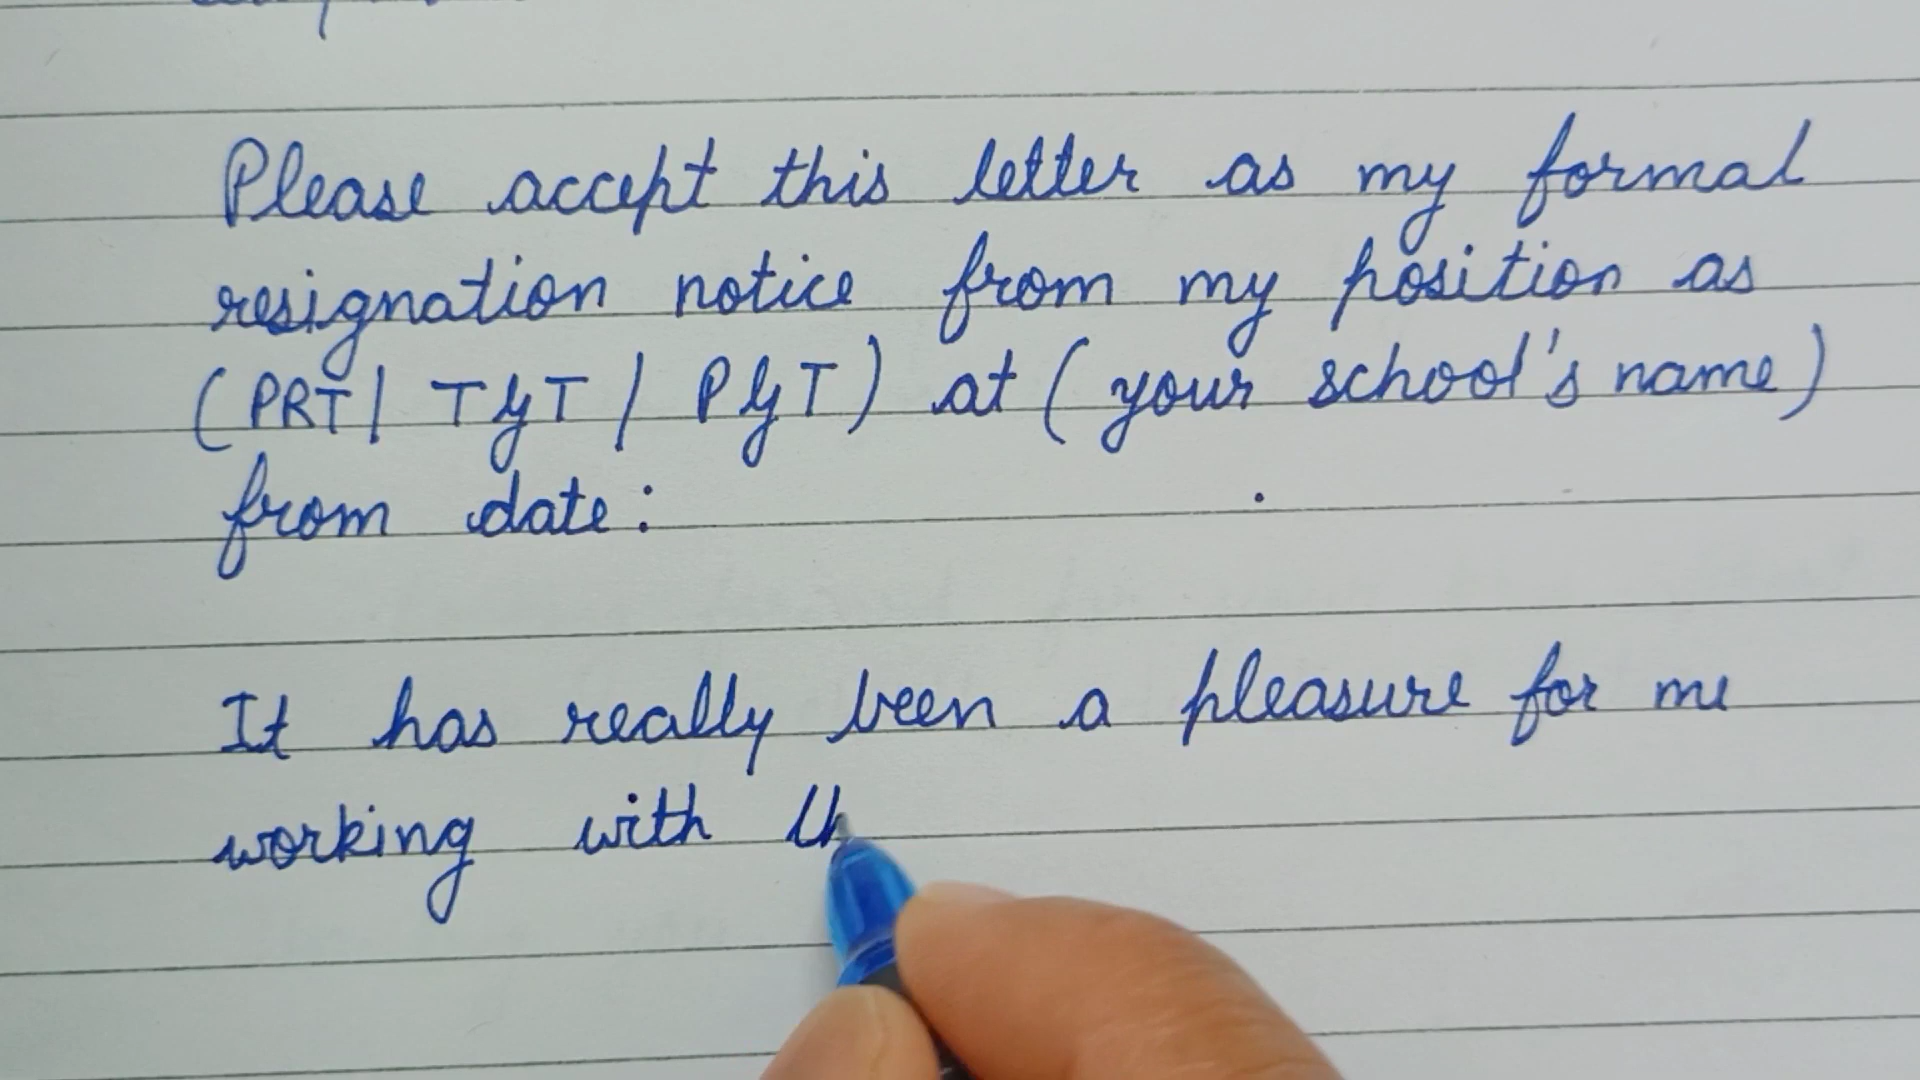 Please accept this letter as my formal
resignation notice from my position as
(PRT/ TGT / PGT) at (your school's name)
from date: .
It has really been a pleasure for me
working with th